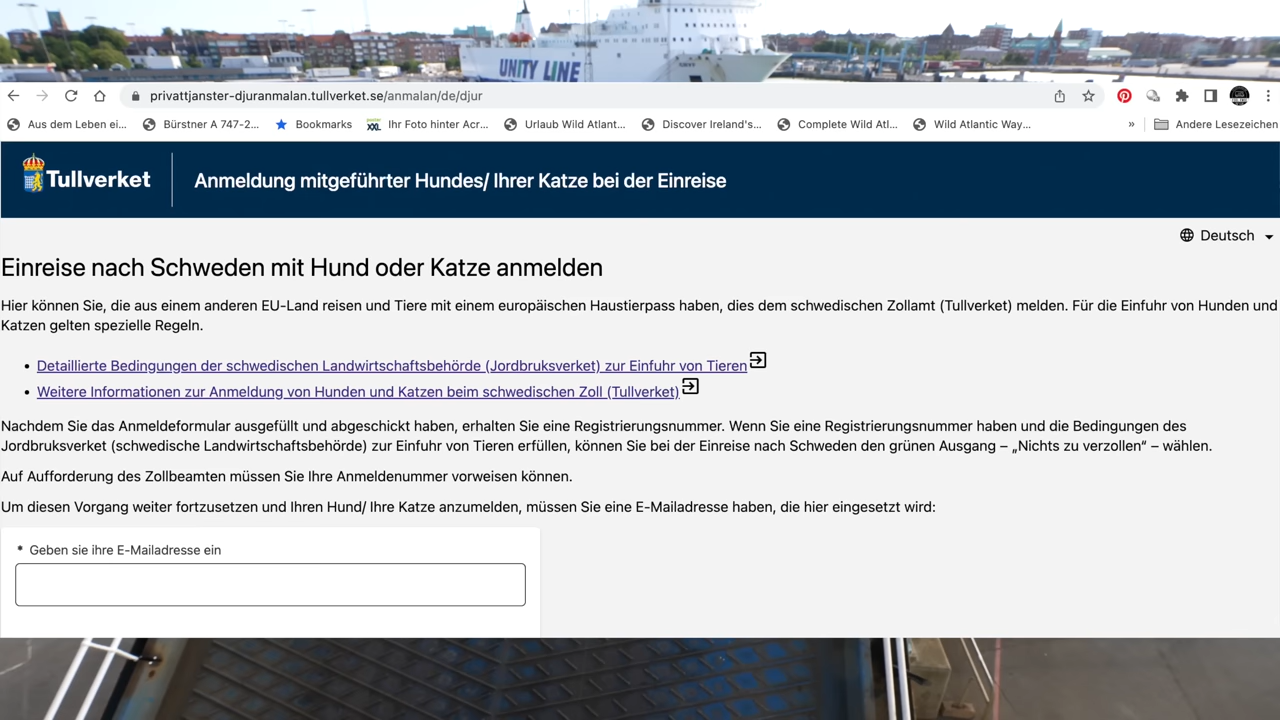 UNITY LINE
privattjanster-djuranmalan.tullverket.se/anmalan/de/djur
Aus dem Leben ei...
Bürstner A 747-2...
Bookmarks
Ihr Foto hinter Acr...
Urlaub Wild Atlant...
Discover Ireland's...
Complete Wild Atl...
Wild Atlantic Way...
»
Andere Lesezeichen
Tullverket
Anmeldung mitgeführter Hundes/ Ihrer Katze bei der Einreise
Deutsch
Einreise nach Schweden mit Hund oder Katze anmelden
Hier können Sie, die aus einem anderen EU-Land reisen und Tiere mit einem europäischen Haustierpass haben, dies dem schwedischen Zollamt (Tullverket) melden. Für die Einfuhr von Hunden und
Katzen gelten spezielle Regeln.
• Detaillierte Bedingungen der schwedischen Landwirtschaftsbehörde (Jordbruksverket) zur Einfuhr von Tieren
• Weitere Informationen zur Anmeldung von Hunden und Katzen beim schwedischen Zoll (Tullverket)
Nachdem Sie das Anmeldeformular ausgefüllt und abgeschickt haben, erhalten Sie eine Registrierungsnummer. Wenn Sie eine Registrierungsnummer haben und die Bedingungen des
Jordbruksverket (schwedische Landwirtschaftsbehörde) zur Einfuhr von Tieren erfüllen, können Sie bei der Einreise nach Schweden den grünen Ausgang – „Nichts zu verzollen“ – wählen.
Auf Aufforderung des Zollbeamten müssen Sie Ihre Anmeldenummer vorweisen können.
Um diesen Vorgang weiter fortzusetzen und Ihren Hund/ Ihre Katze anzumelden, müssen Sie eine E-Mailadresse haben, die hier eingesetzt wird:
* Geben sie ihre E-Mailadresse ein